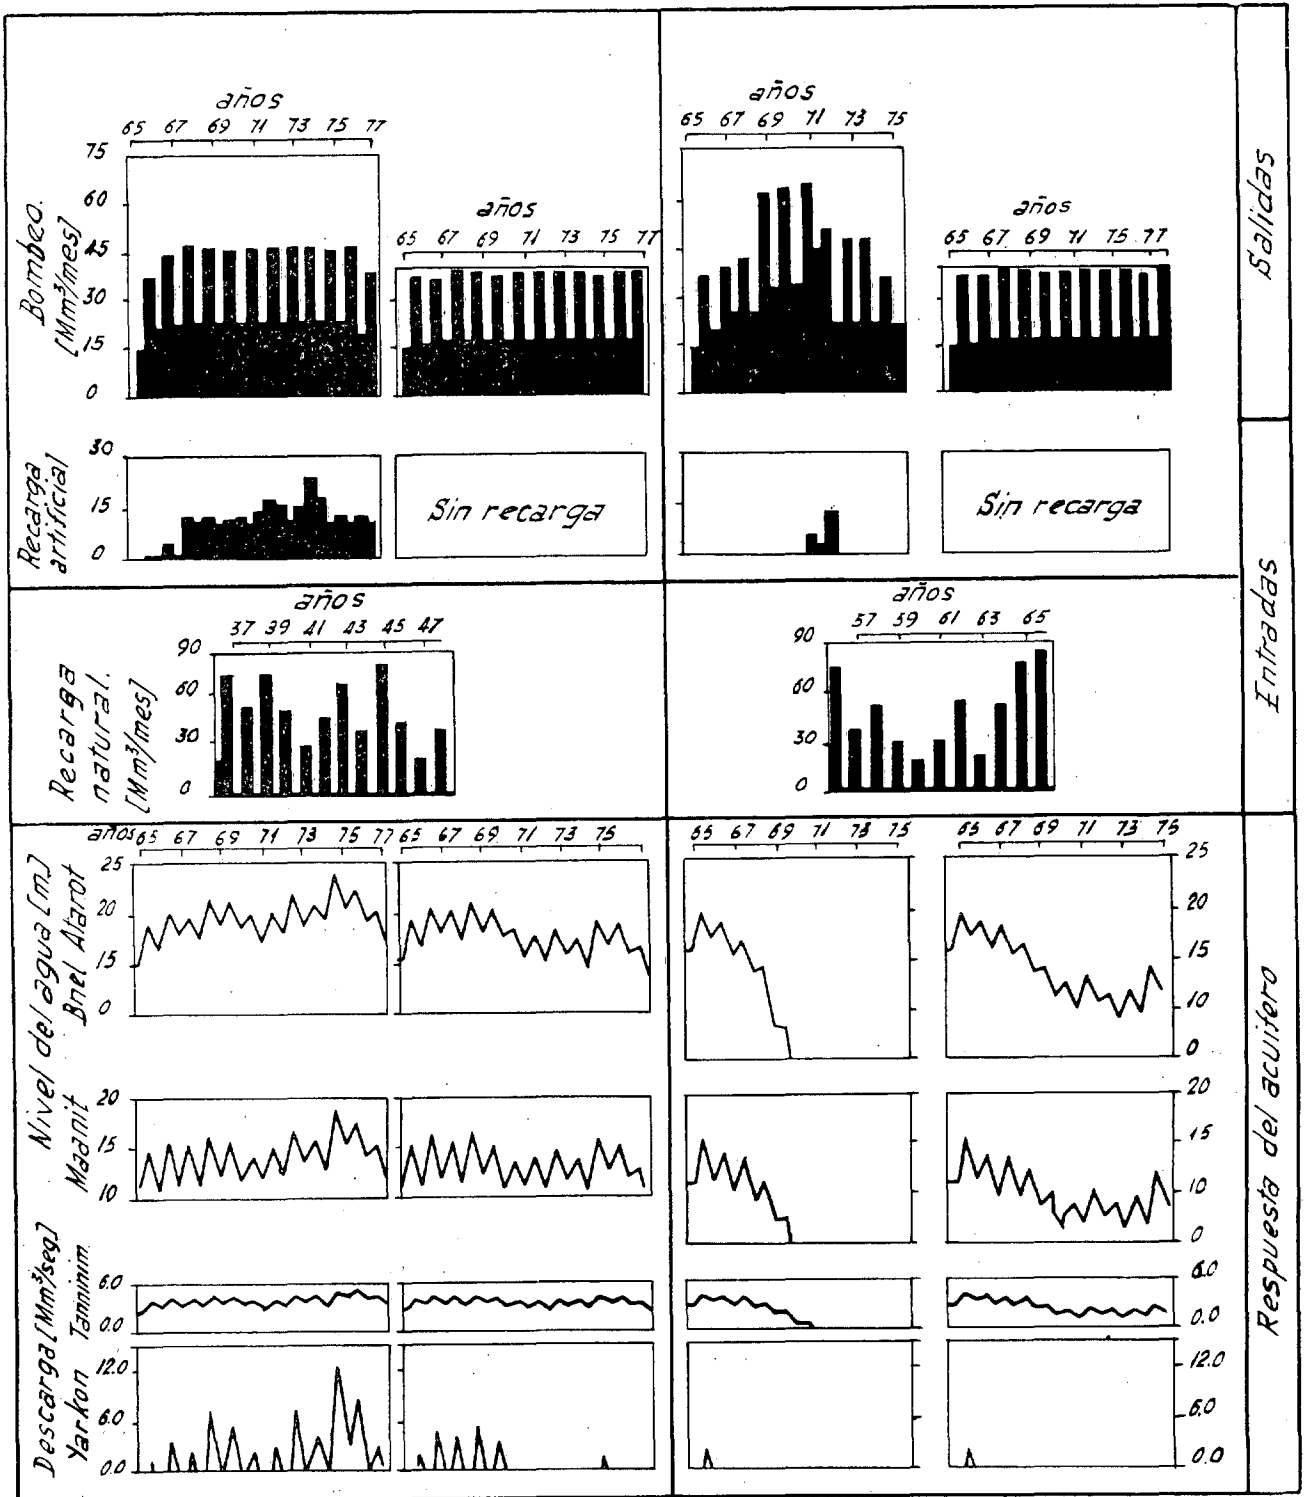 años
65 67 69 71 73 75 77
75
60
45
30
15
0
Bombeo.
[Mm³/mes]
años
65 67 69 71 73 75 77
años
65 67 69 71 73 75
años
65 67 69 71 75 77
Salidas
Recarga
artificial
30
15
0
Sin recarga
Sin recarga
Entradas
años
37 39 41 43 45 47
90
60
30
0
Recarga
natural.
[Mm³/mes]
años
57 59 61 63 65
90
60
30
0
años 65 67 69 71 73 75 77
65 67 69 71 73 75
65 67 69 71 73 75
65 67 69 71 73 75
Nivel del agua [m]
Bnel Atarot
25
20
15
0
25
20
15
10
0
Maanit
20
15
10
20
15
10
0
Descarga [Mm³/seg]
Tanninim
6.0
0.0
6.0
0.0
Yarkon
12.0
6.0
0.0
12.0
6.0
0.0
Respuesta del acuifero